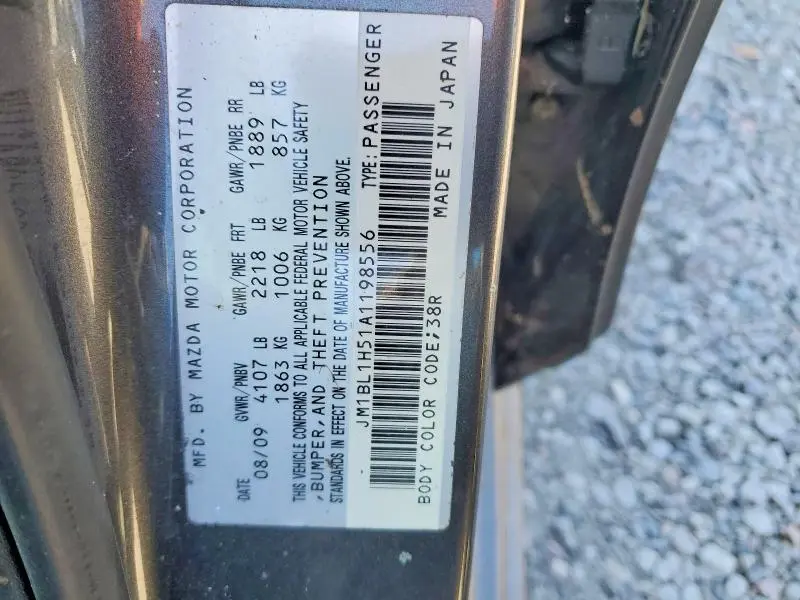 MFD. BY MAZDA MOTOR CORPORATION
DATE GVWR/PNBV GAWR/PNBE FRT GAWR/PNBE RR
08/09 4107 LB 2218 LB 1889 LB
1863 KG 1006 KG 857 KG
THIS VEHICLE CONFORMS TO ALL APPLICABLE FEDERAL MOTOR VEHICLE SAFETY
,BUMPER,AND THEFT PREVENTION
STANDARDS IN EFFECT ON THE DATE OF MANUFACTURE SHOWN ABOVE.
JM1BL1H51A1198556 TYPE: PASSENGER
BODY COLOR CODE;38R MADE IN JAPAN